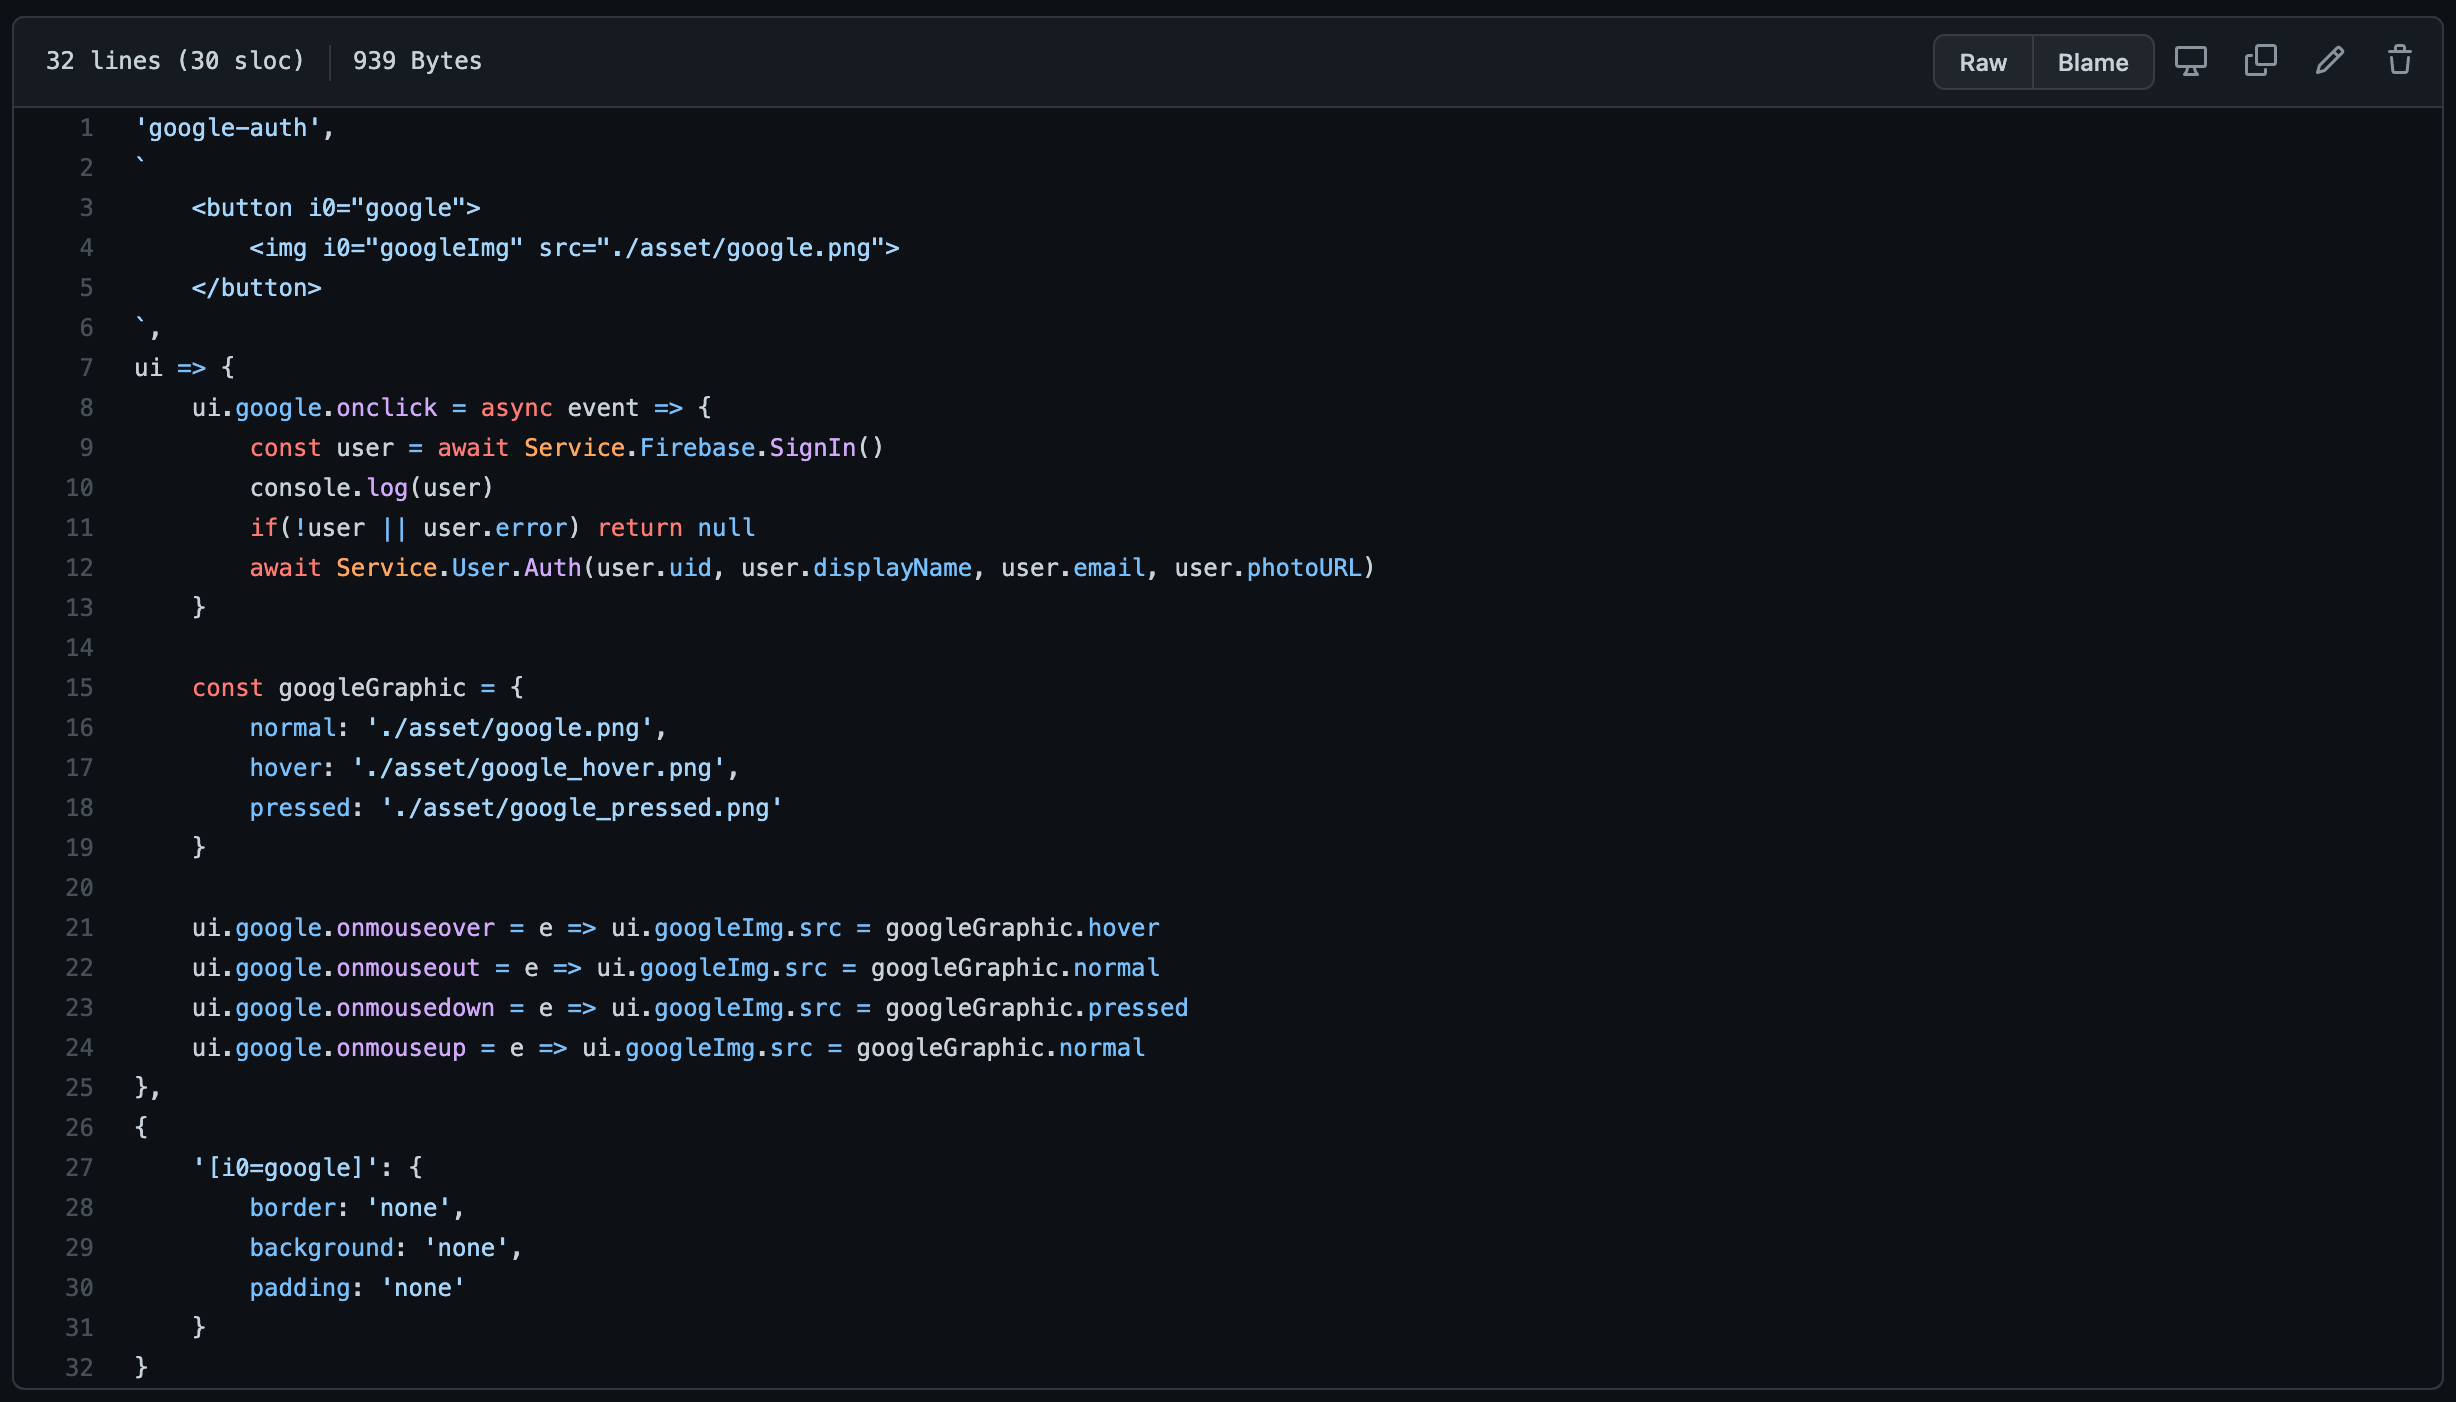 32 lines (30 sloc) 939 Bytes Raw Blame
1 'google-auth',
2 `
3     <button i0="google">
4         <img i0="googleImg" src="./asset/google.png">
5     </button>
6 `,
7 ui => {
8     ui.google.onclick = async event => {
9         const user = await Service.Firebase.SignIn()
10         console.log(user)
11         if(!user || user.error) return null
12         await Service.User.Auth(user.uid, user.displayName, user.email, user.photoURL)
13     }
14
15     const googleGraphic = {
16         normal: './asset/google.png',
17         hover: './asset/google_hover.png',
18         pressed: './asset/google_pressed.png'
19     }
20
21     ui.google.onmouseover = e => ui.googleImg.src = googleGraphic.hover
22     ui.google.onmouseout = e => ui.googleImg.src = googleGraphic.normal
23     ui.google.onmousedown = e => ui.googleImg.src = googleGraphic.pressed
24     ui.google.onmouseup = e => ui.googleImg.src = googleGraphic.normal
25 },
26 {
27     '[i0=google]': {
28         border: 'none',
29         background: 'none',
30         padding: 'none'
31     }
32 }